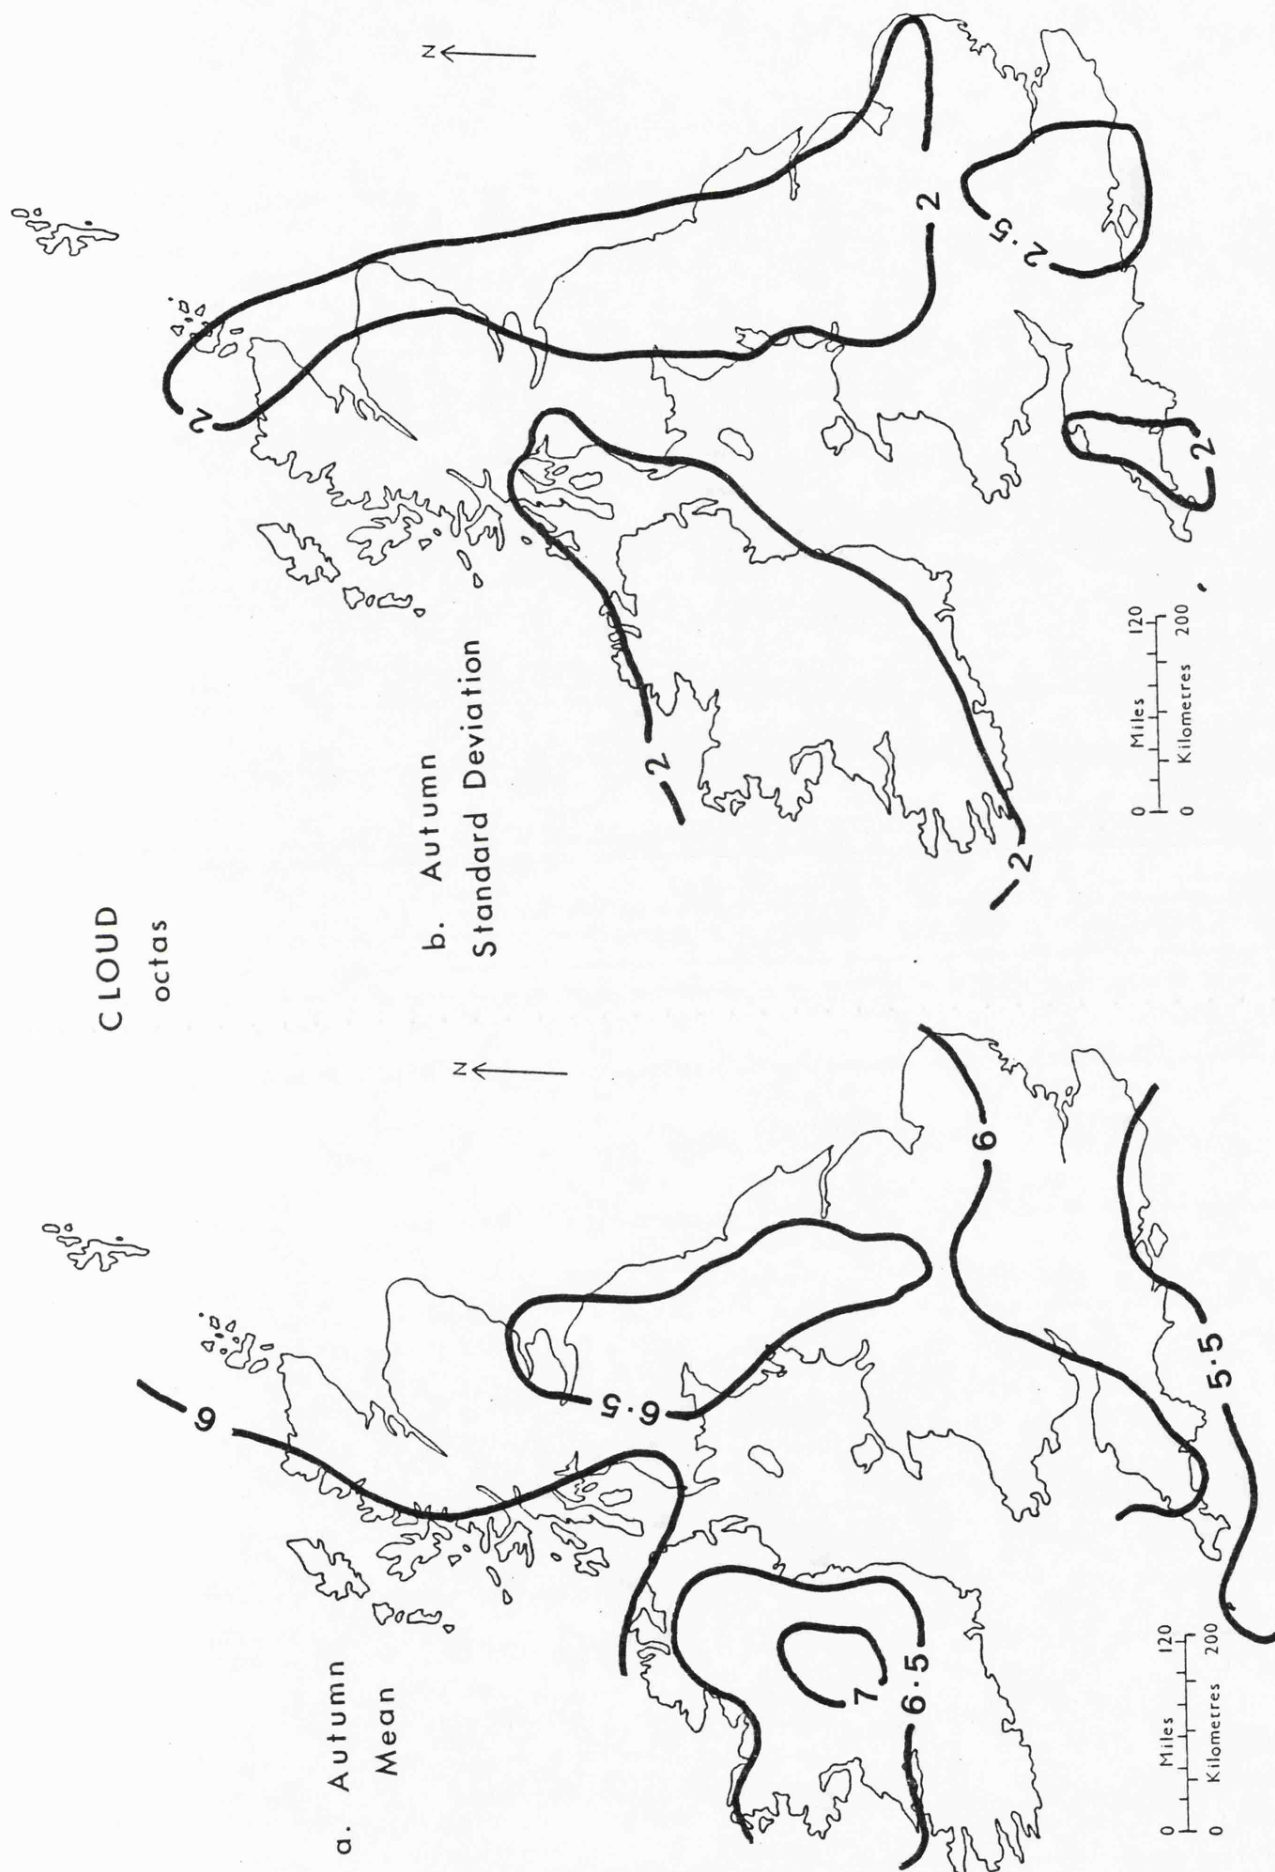 CLOUD
octas
a. Autumn
Mean
N
6
6·5
7
6·5
6
5·5
0 Miles 120
0 Kilometres 200
b. Autumn
Standard Deviation
N
2
2
2
2·5
2
2
0 Miles 120
0 Kilometres 200